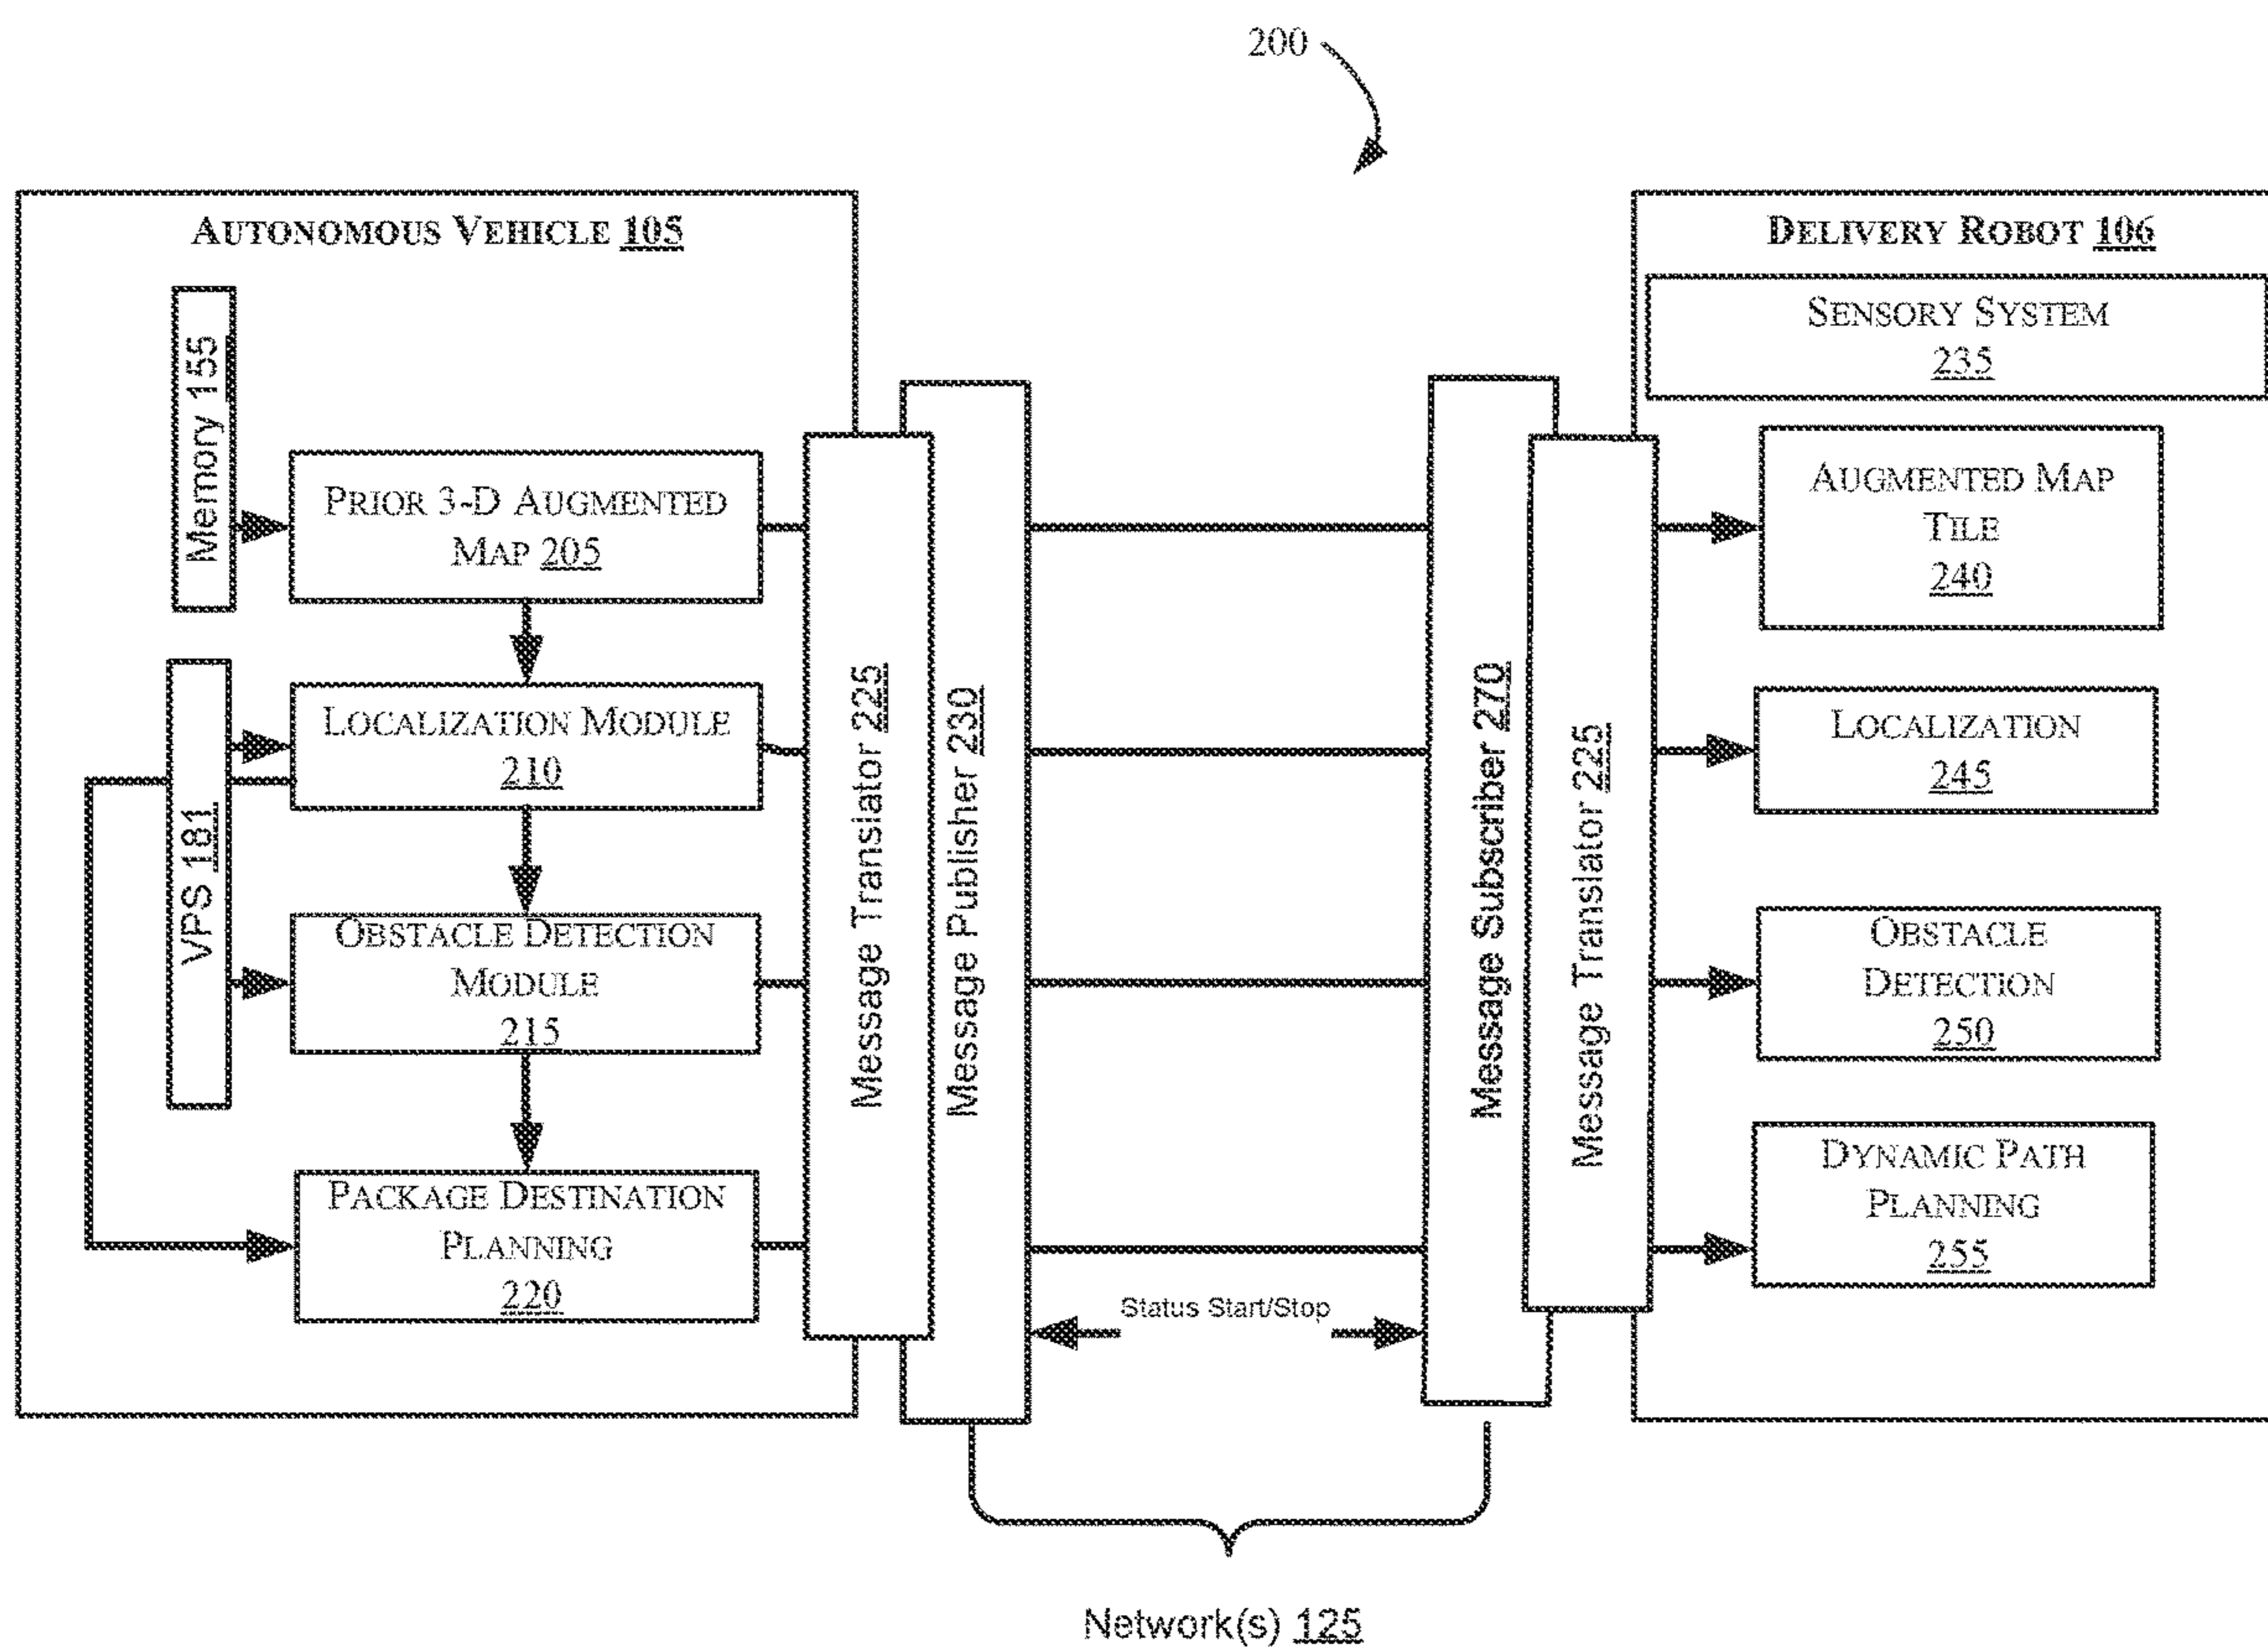 200
AUTONOMOUS VEHICLE 105
Memory 155
PRIOR 3-D AUGMENTED
MAP 205
VPS 181
LOCALIZATION MODULE
210
OBSTACLE DETECTION
MODULE
215
PACKAGE DESTINATION
PLANNING
220
Message Translator 225
Message Publisher 230
Status Start/Stop
Message Subscriber 270
Message Translator 225
DELIVERY ROBOT 106
SENSORY SYSTEM
235
AUGMENTED MAP
TILE
240
LOCALIZATION
245
OBSTACLE
DETECTION
250
DYNAMIC PATH
PLANNING
255
Network(s) 125